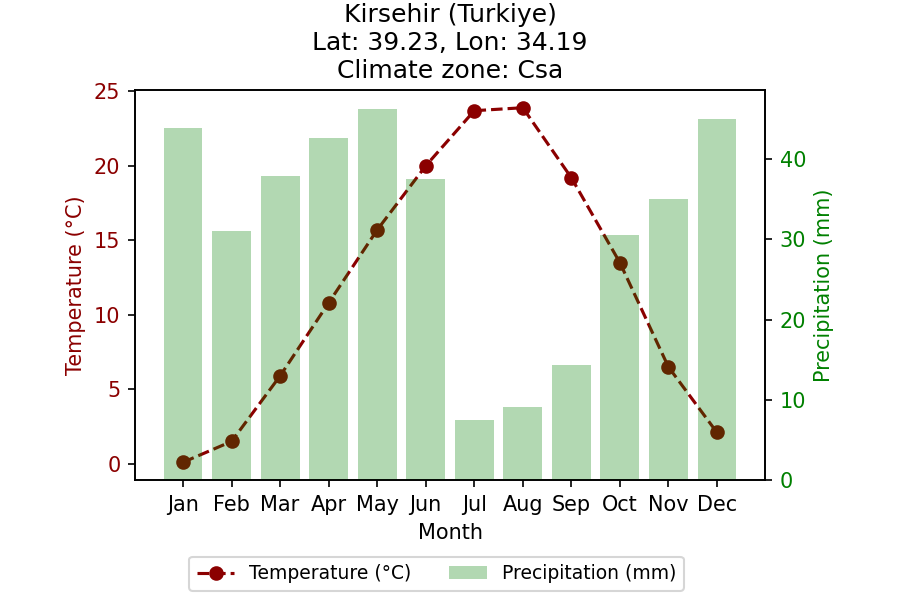 Kirsehir (Turkiye)
Lat: 39.23, Lon: 34.19
Climate zone: Csa
Temperature (°C)
25
20
15
10
5
0
Precipitation (mm)
40
30
20
10
0
Jan Feb Mar Apr May Jun Jul Aug Sep Oct Nov Dec
Month
Temperature (°C) Precipitation (mm)